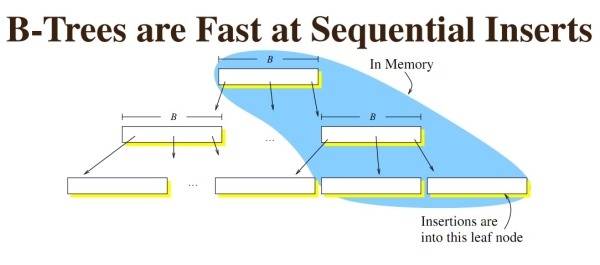 B-Trees are Fast at Sequential Inserts
B
In Memory
B
B
...
...
Insertions are
into this leaf node